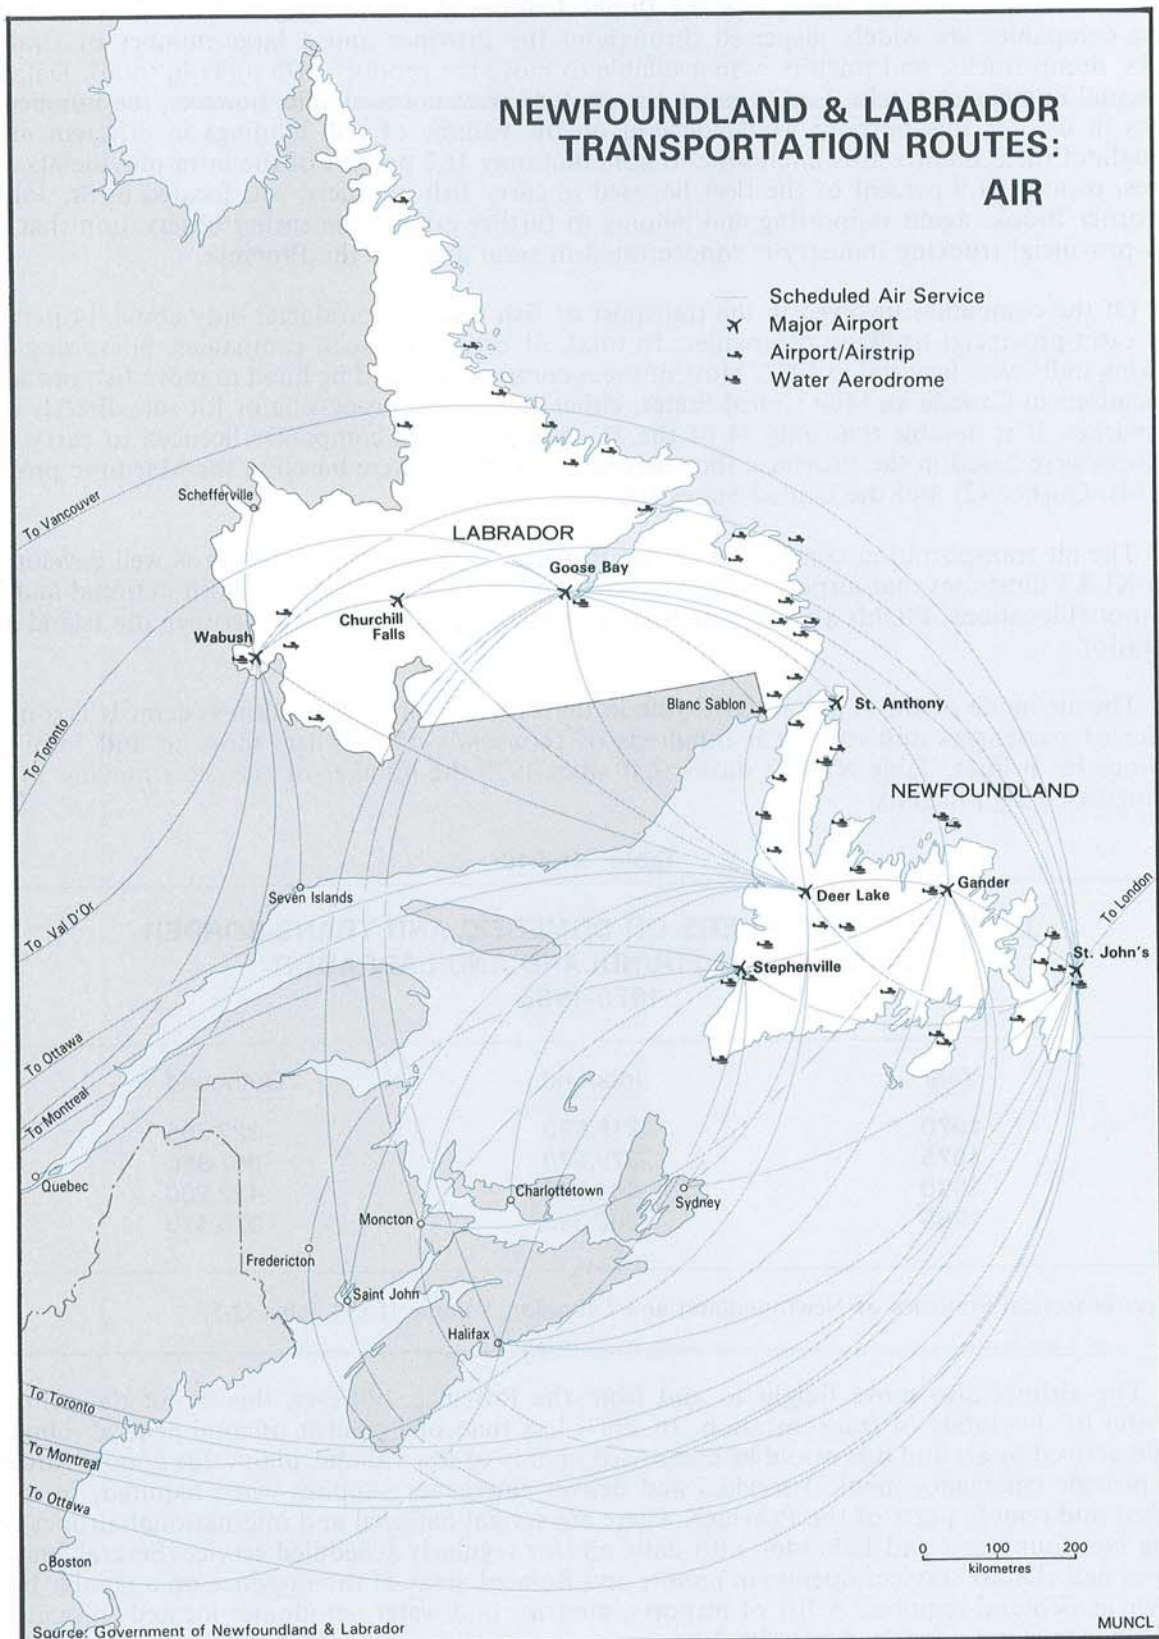 NEWFOUNDLAND & LABRADOR
TRANSPORTATION ROUTES:
AIR
Scheduled Air Service
Major Airport
Airport/Airstrip
Water Aerodrome
Schefferville
To Vancouver
LABRADOR
Goose Bay
Churchill
Falls
Wabush
Blanc Sablon
St. Anthony
To Toronto
NEWFOUNDLAND
Seven Islands
Deer Lake
Gander
To London
To Val D'Or
St. John's
Stephenville
To Ottawa
To Montreal
Quebec
Charlottetown
Sydney
Moncton
Fredericton
Saint John
Halifax
To Toronto
To Montreal
To Ottawa
Boston
0 100 200
kilometres
Source: Government of Newfoundland & Labrador
MUNCL